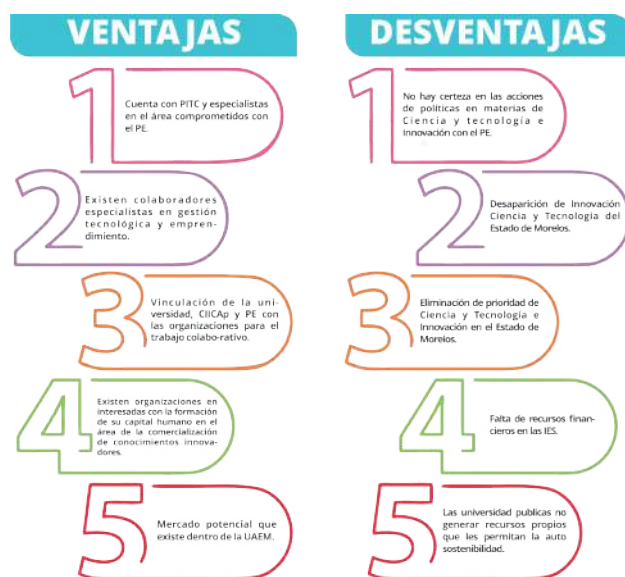 VENTAJAS
1
Cuenta con PITC y especialistas
en el área comprometidos con
el PE.
2
Existen colaboradores
especialistas en gestión
tecnológica y empren-
dimiento.
3
Vinculación de la uni-
versidad, CIICAp y PE con
las organizaciones para el
trabajo colabo-rativo.
4
Existen organizaciones en
interesadas con la formación
de su capital humano en el
área de la comercialización
de conocimientos innova-
dores.
5
Mercado potencial que
existe dentro de la UAEM.
DESVENTAJAS
1
No hay certeza en las acciones
de políticas en materias de
Ciencia y tecnología e
Innovación con el PE.
2
Desaparición de Innovación
Ciencia y Tecnología del
Estado de Morelos.
3
Eliminación de prioridad de
Ciencia y Tecnología e
Innovación en el Estado de
Morelos.
4
Falta de recursos finan-
cieros en las IES.
5
Las universidad publicas no
generar recursos propios
que les permitan la auto
sostenibilidad.